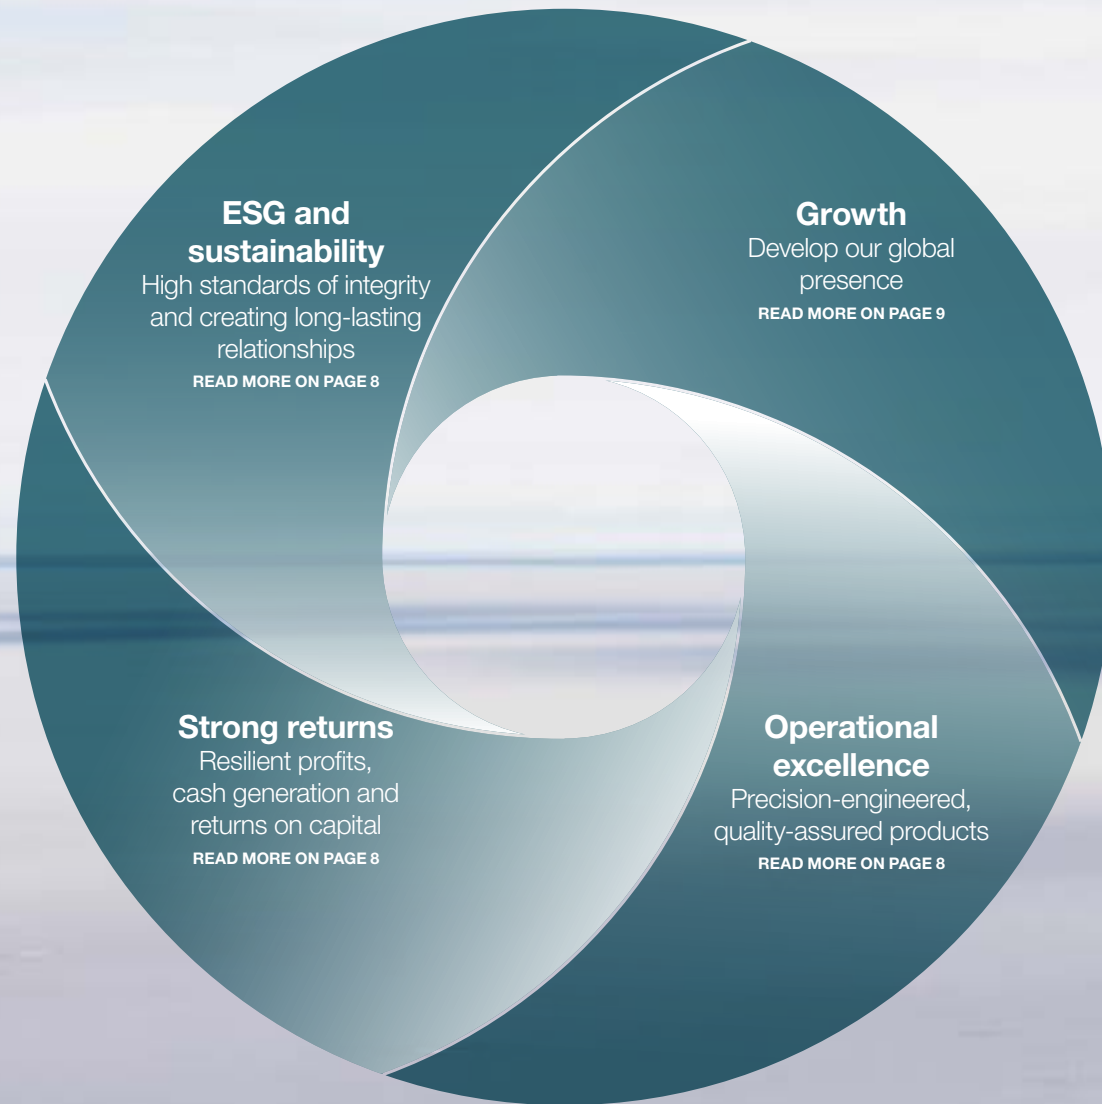 ESG and
sustainability
High standards of integrity
and creating long-lasting
relationships
READ MORE ON PAGE 8
Growth
Develop our global
presence
READ MORE ON PAGE 9
Strong returns
Resilient profits,
cash generation and
returns on capital
READ MORE ON PAGE 8
Operational
excellence
Precision-engineered,
quality-assured products
READ MORE ON PAGE 8